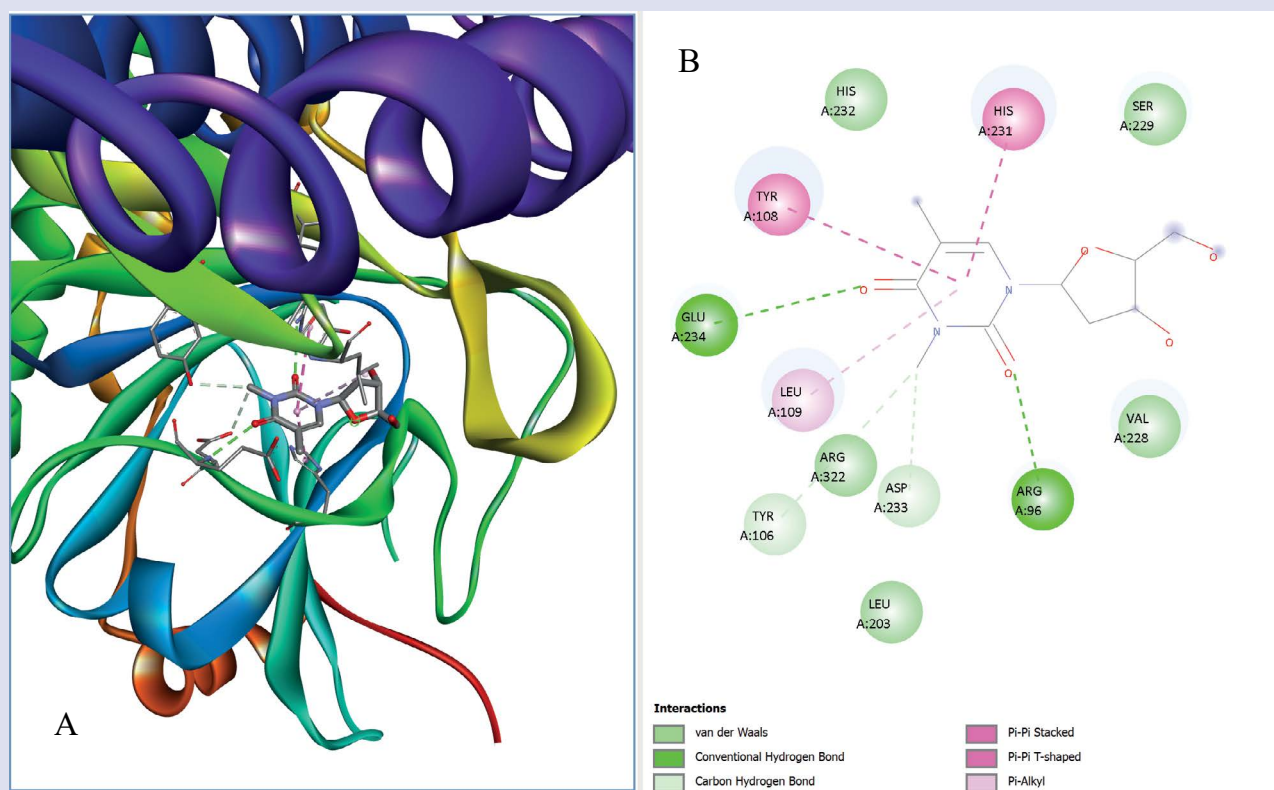 A
B
HIS
A:232
HIS
A:231
SER
A:229
TYR
A:108
GLU
A:234
LEU
A:109
VAL
A:228
ARG
A:322
ASP
A:233
ARG
A:96
TYR
A:106
LEU
A:203
O
O
N
N
O
O
O
Interactions
van der Waals
Conventional Hydrogen Bond
Carbon Hydrogen Bond
Pi-Pi Stacked
Pi-Pi T-shaped
Pi-Alkyl